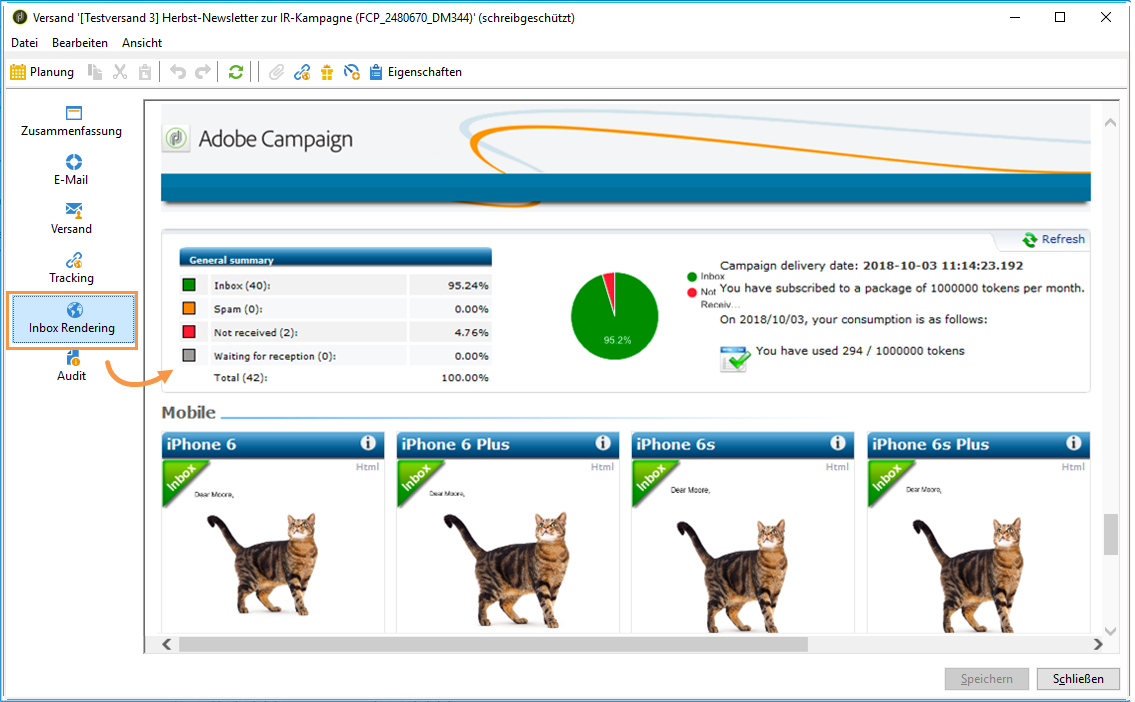 Versand '[Testversand 3] Herbst-Newsletter zur IR-Kampagne (FCP_2480670_DM344)' (schreibgeschützt)
Datei Bearbeiten Ansicht
Planung Eigenschaften
Zusammenfassung
E-Mail
Versand
Tracking
Inbox Rendering
Audit
Adobe Campaign
Refresh
General summary
Inbox (40): 95.24%
Spam (0): 0.00%
Not received (2): 4.76%
Waiting for reception (0): 0.00%
Total (42): 100.00%
95.2%
Inbox
Not
Receiv...
Campaign delivery date: 2018-10-03 11:14:23.192
You have subscribed to a package of 1000000 tokens per month.
On 2018/10/03, your consumption is as follows:
You have used 294 / 1000000 tokens
Mobile
iPhone 6 iPhone 6 Plus iPhone 6s iPhone 6s Plus
Html Html Html Html
Inbox Inbox Inbox Inbox
Dear Moore, Dear Moore, Dear Moore, Dear Moore,
Speichern Schließen